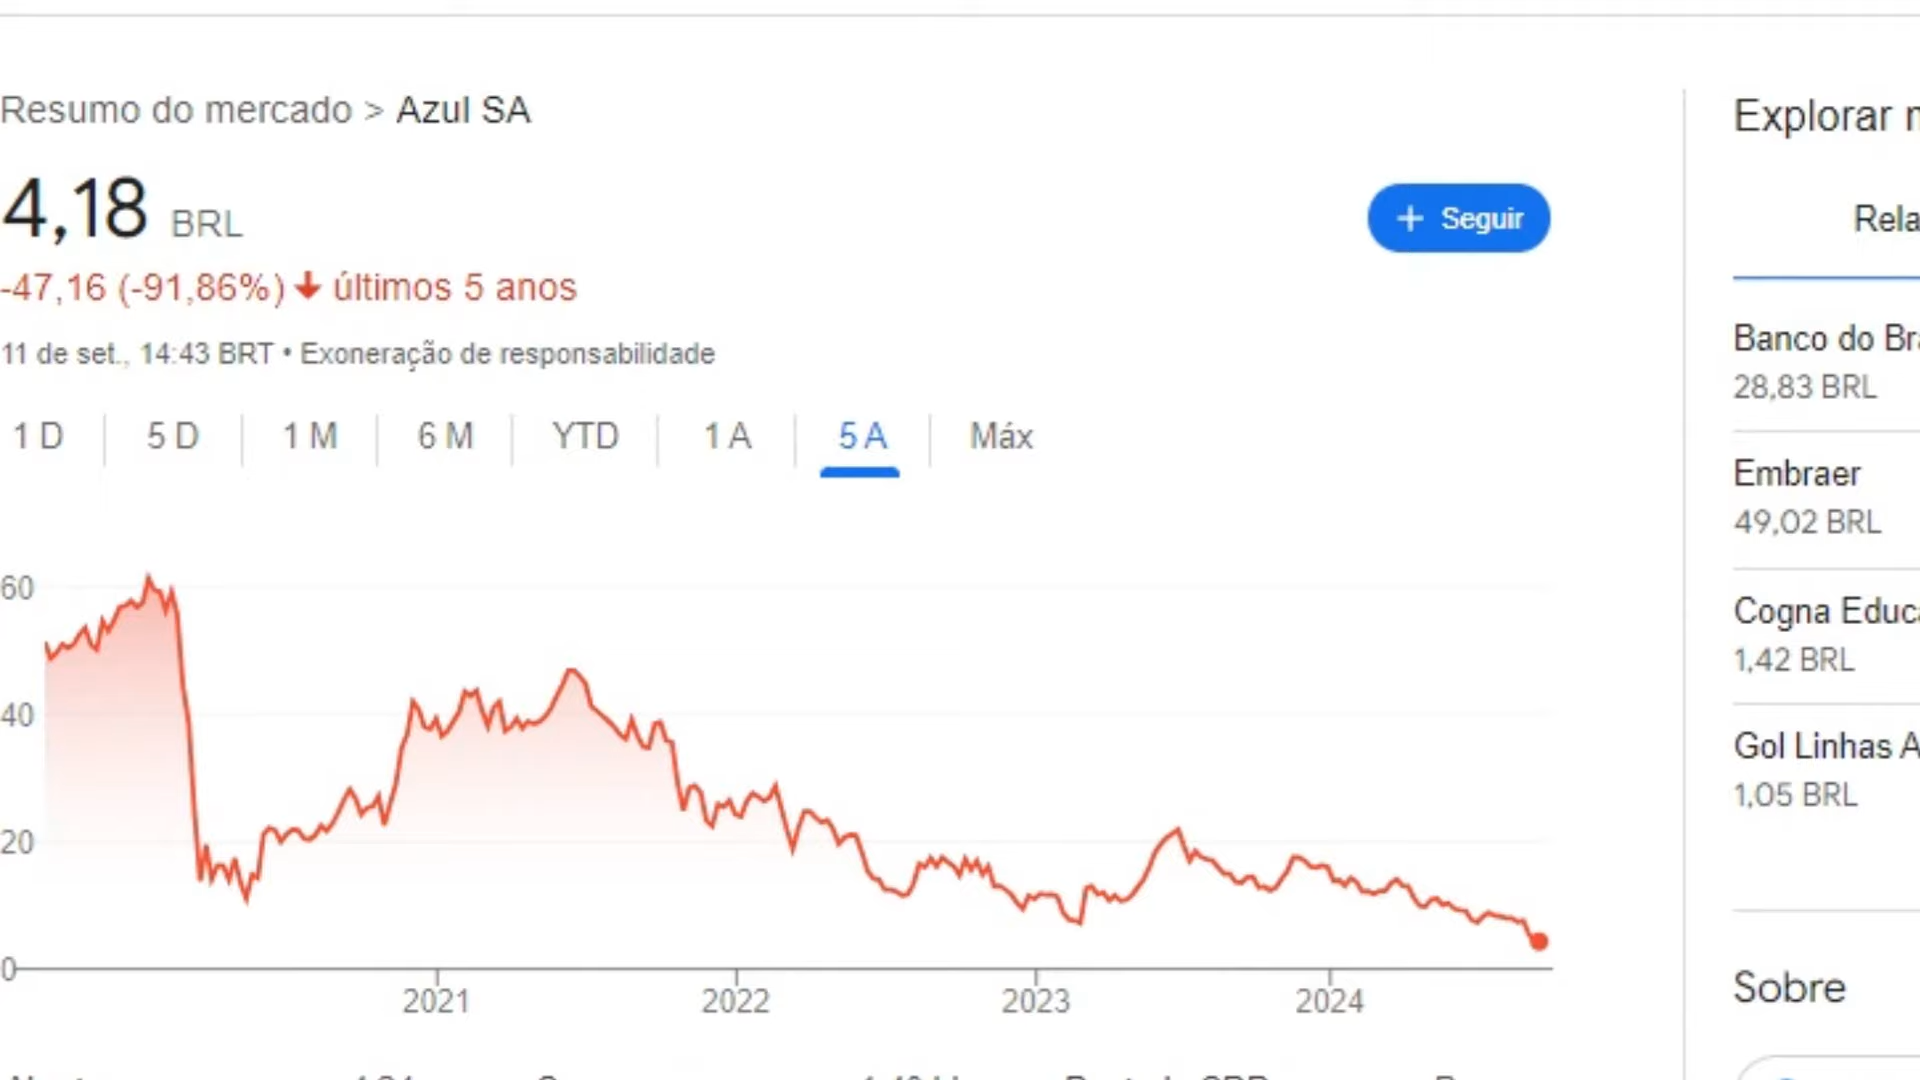 Resumo do mercado > Azul SA
4,18 BRL
+ Seguir
-47,16 (-91,86%) últimos 5 anos
11 de set., 14:43 BRT • Exoneração de responsabilidade
1 D
5 D
1 M
6 M
YTD
1 A
5 A
Máx
60
40
20
0
2021
2022
2023
2024
Explorar
Banco do
28,83 BRL
Embraer
49,02 BRL
Cogna
1,42 BRL
Gol Linhas
1,05 BRL
Sobre